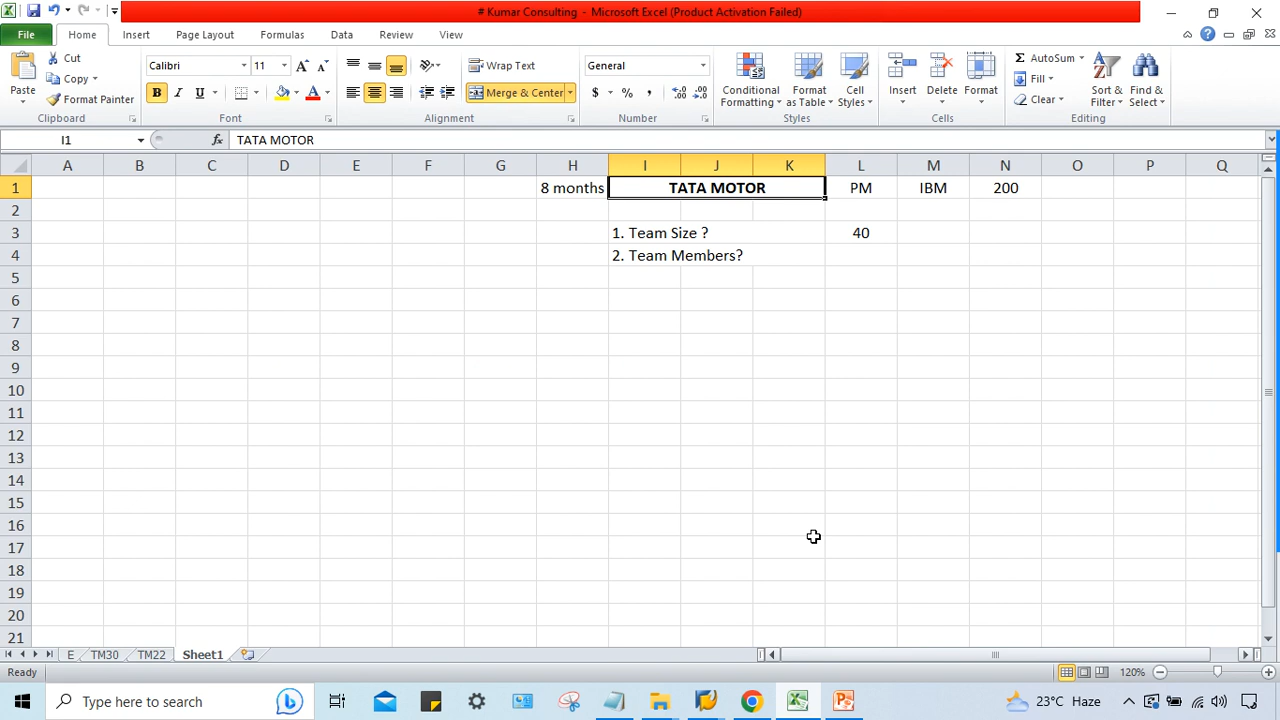 # Kumar Consulting - Microsoft Excel (Product Activation Failed)
File Home Insert Page Layout Formulas Data Review View
Paste
Cut
Copy
Format Painter
Clipboard
Calibri 11
B I U
Font
Wrap Text
Merge & Center
Alignment
General
$ % ,
Number
Conditional Formatting
Format as Table
Cell Styles
Styles
Insert Delete Format
Cells
Σ AutoSum
Fill
Clear
Sort & Filter
Find & Select
Editing
I1 fx TATA MOTOR
A B C D E F G H I J K L M N O P Q
1 8 months TATA MOTOR PM IBM 200
2
3 1. Team Size ? 40
4 2. Team Members?
5
6
7
8
9
10
11
12
13
14
15
16
17
18
19
20
21
E TM30 TM22 Sheet1
Ready 120%
Type here to search 23°C Haze